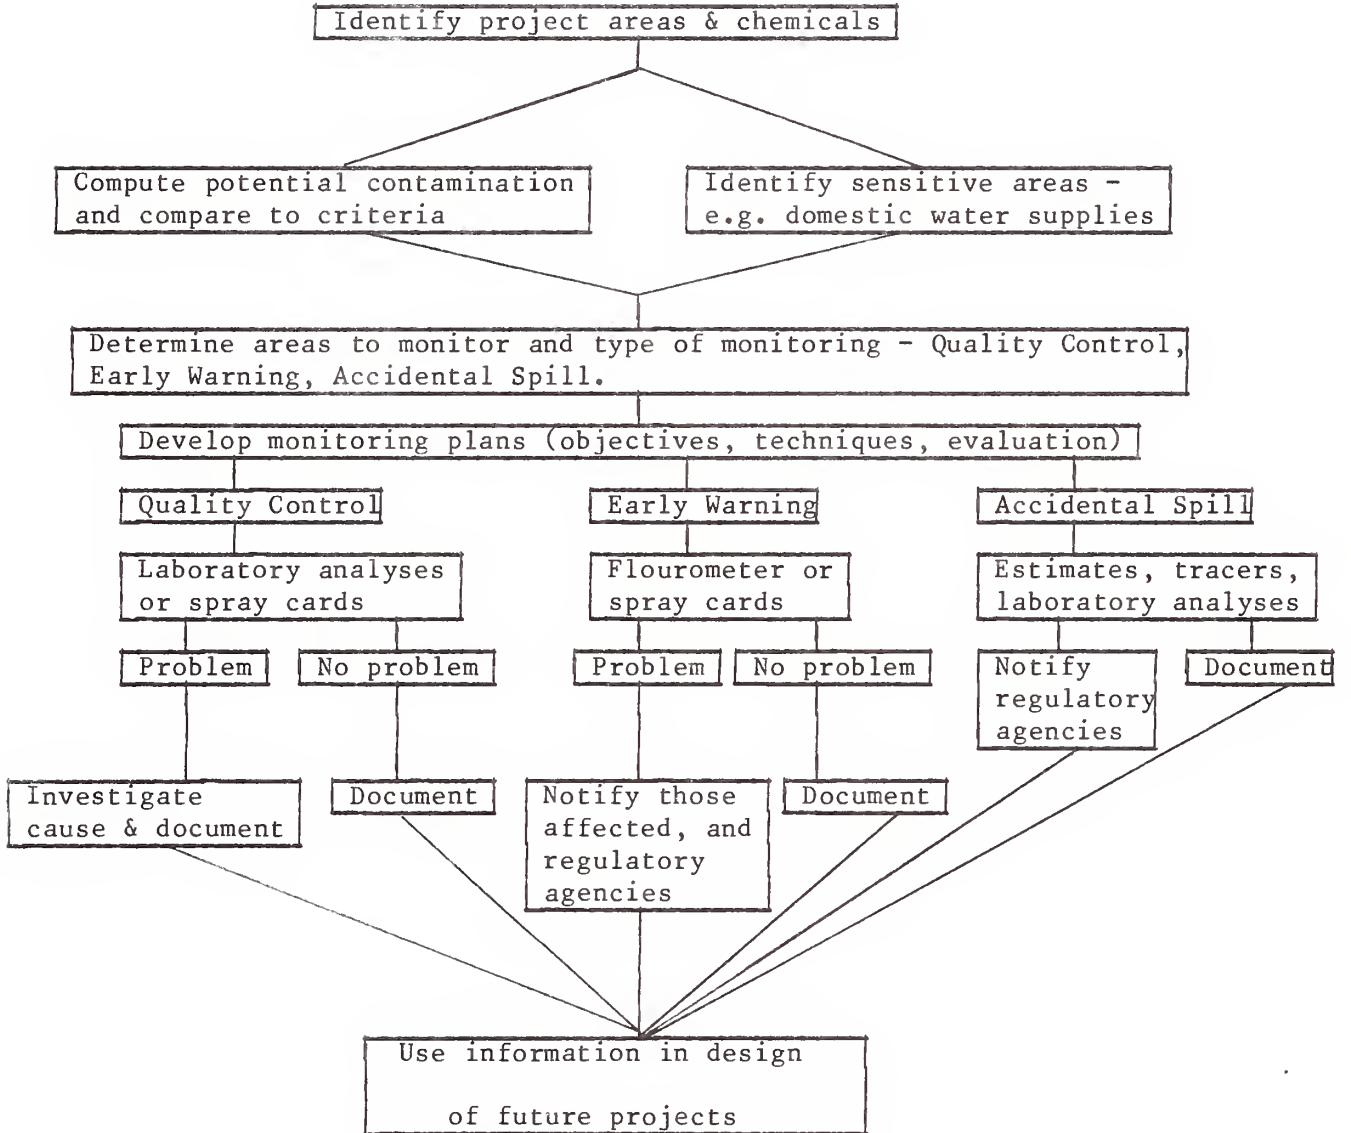 Identify project areas & chemicals
Compute potential contamination
and compare to criteria
Identify sensitive areas -
e.g. domestic water supplies
Determine areas to monitor and type of monitoring - Quality Control,
Early Warning, Accidental Spill.
Develop monitoring plans (objectives, techniques, evaluation)
Quality Control
Early Warning
Accidental Spill
Laboratory analyses
or spray cards
Flourometer or
spray cards
Estimates, tracers,
laboratory analyses
Problem
No problem
Problem
No problem
Notify
regulatory
agencies
Document
Investigate
cause & document
Document
Notify those
affected, and
regulatory
agencies
Document
Use information in design
of future projects